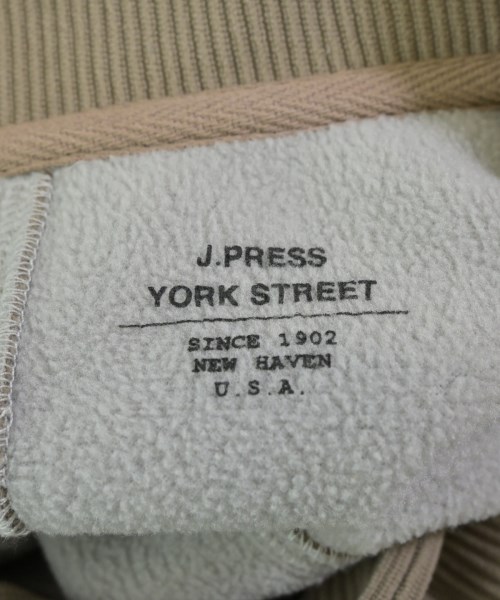 J.PRESS
YORK STREET
SINCE 1902
NEW HAVEN
U.S.A.